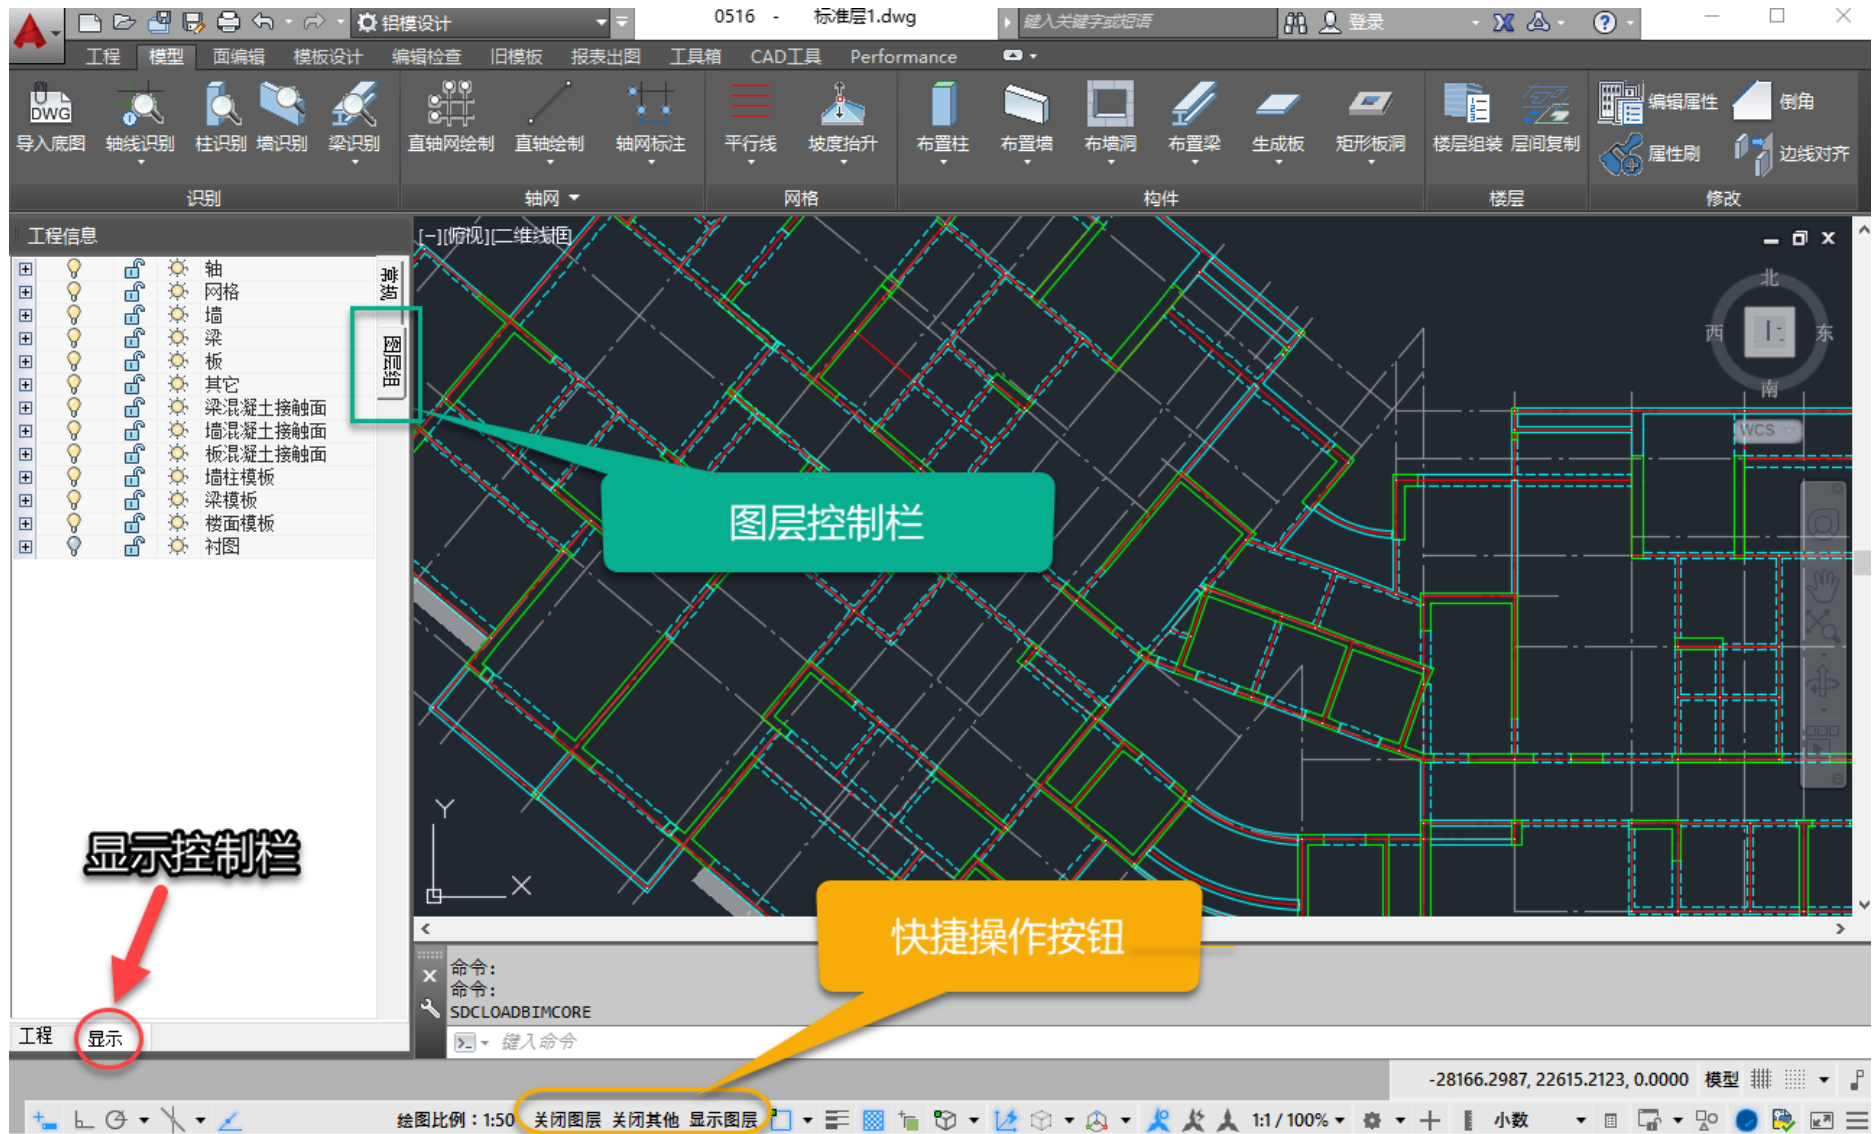 铝模设计
0516 - 标准层1.dwg
键入关键字或短语
登录
工程 模型 面编辑 模板设计 编辑检查 旧模板 报表出图 工具箱 CAD工具 Performance
DWG
导入底图 轴线识别 柱识别 墙识别 梁识别 直轴网绘制 直轴绘制 轴网标注 平行线 坡度抬升 布置柱 布置墙 布墙洞 布置梁 生成板 矩形板洞 楼层组装 层间复制
编辑属性 倒角
属性刷 边线对齐
识别 轴网 网格 构件 楼层 修改
工程信息
轴
网格
墙
梁
板
其它
梁混凝土接触面
墙混凝土接触面
板混凝土接触面
墙柱模板
梁模板
楼面模板
衬图
常规
图层组
[-][俯视][二维线框]
北
西 东
南
WCS
图层控制栏
显示控制栏
快捷操作按钮
Y
X
工程 显示
命令:
命令:
SDCLOADBIMCORE
键入命令
-28166.2987, 22615.2123, 0.0000 模型
绘图比例：1:50 关闭图层 关闭其他 显示图层
1:1 / 100% 小数